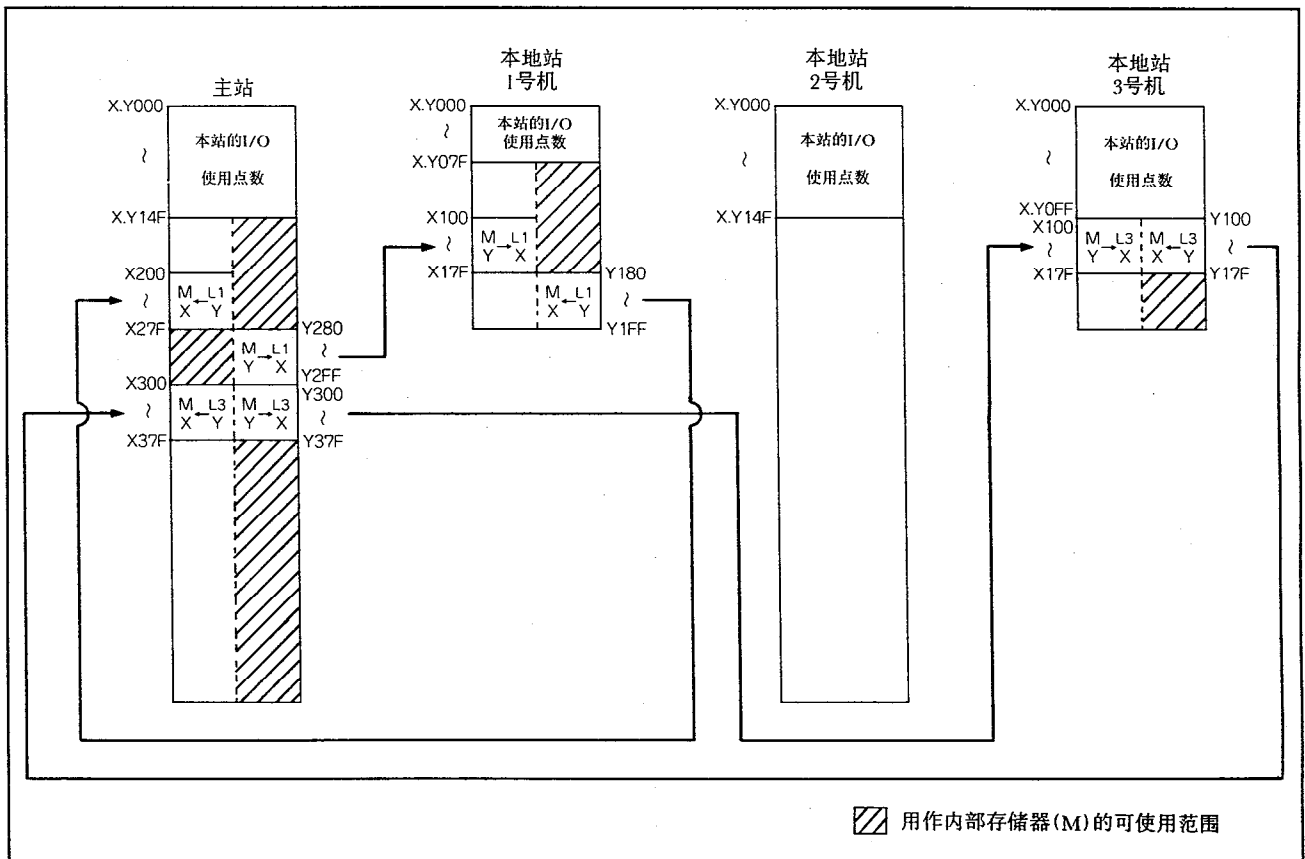 主站
X.Y000
~
X.Y14F
X200
~
X27F
X300
~
X37F
本站的I/O
使用点数
M←L1
X Y
Y280
~
Y2FF
M→L1
Y X
M←L3
X Y
M→L3
Y X
Y300
~
Y37F
本地站
1号机
X.Y000
~
X.Y07F
X100
~
X17F
本站的I/O
使用点数
M→L1
Y X
M←L1
X Y
Y180
~
Y1FF
本地站
2号机
X.Y000
~
X.Y14F
本站的I/O
使用点数
本地站
3号机
X.Y000
~
X.Y0FF
X100
~
X17F
本站的I/O
使用点数
M→L3
Y X
M←L3
X Y
Y100
~
Y17F
用作内部存储器(M)的可使用范围